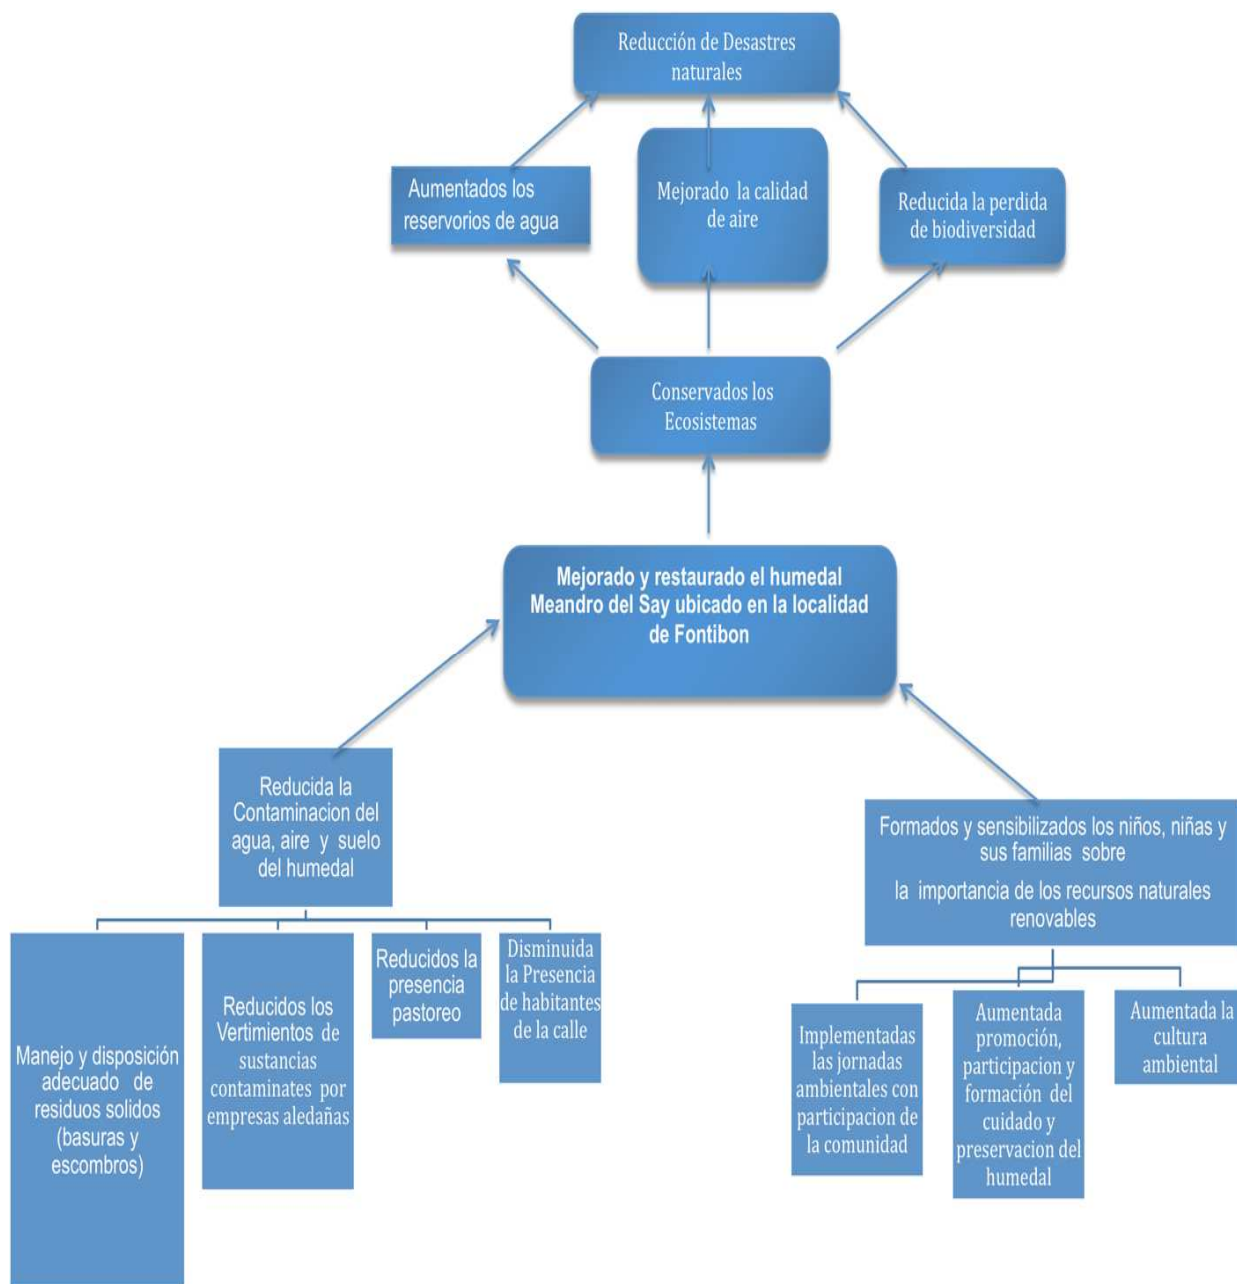 Reducción de Desastres
naturales
Aumentados los
reservorios de agua
Mejorado la calidad
de aire
Reducida la perdida
de biodiversidad
Conservados los
Ecosistemas
Mejorado y restaurado el humedal
Meandro del Say ubicado en la localidad
de Fontibon
Reducida la
Contaminacion del
agua, aire y suelo
del humedal
Formados y sensibilizados los niños, niñas y
sus familias sobre
la importancia de los recursos naturales
renovables
Manejo y disposición
adecuado de
residuos solidos
(basuras y
escombros)
Reducidos los
Vertimientos de
sustancias
contaminates por
empresas aledañas
Reducidos la
presencia
pastoreo
Disminuida
la Presencia
de habitantes
de la calle
Implementadas
las jornadas
ambientales con
participacion de
la comunidad
Aumentada
promoción,
participacion y
formación del
cuidado y
preservacion del
humedal
Aumentada la
cultura
ambiental